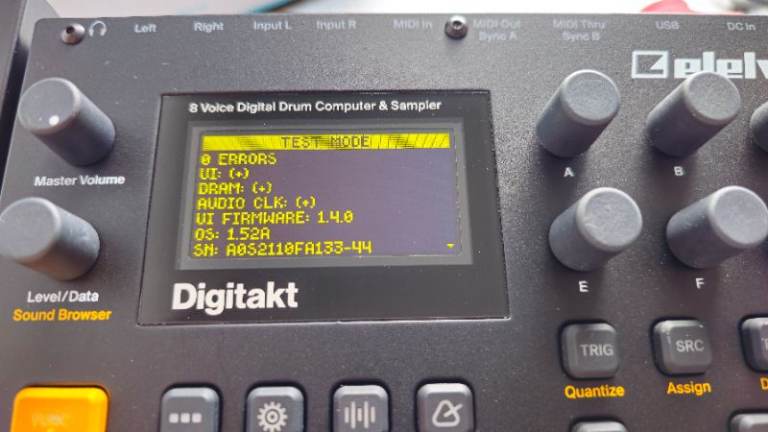 Left Right Input L Input R MIDI In MIDI Out MIDI Thru USB DC In
Sync A Sync B
8 Voice Digital Drum Computer & Sampler
TEST MODE
0 ERRORS
UI: (+)
DRAM: (+)
AUDIO CLK: (+)
UI FIRMWARE: 1.4.0
OS: 1.52A
SN: A0S2110FA133-44
Master Volume
A B
Level/Data
Sound Browser
Digitakt
E F
TRIG SRC
Quantize Assign
FUNC